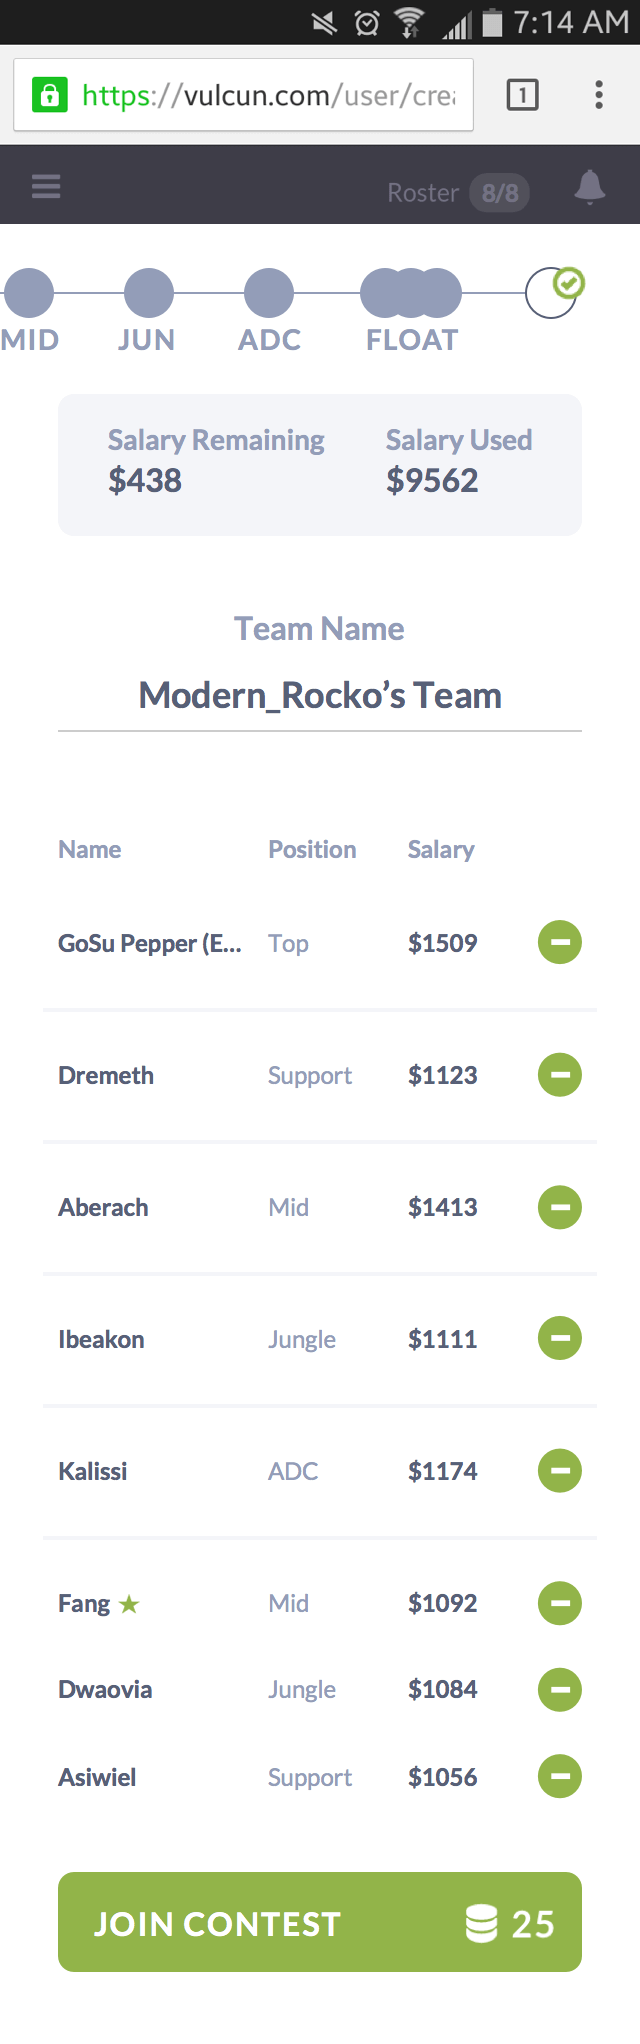 7:14 AM
https://vulcun.com/user/crea
1
Roster 8/8
MID JUN ADC FLOAT
Salary Remaining Salary Used
$438 $9562
Team Name
Modern_Rocko’s Team
Name Position Salary
GoSu Pepper (E... Top $1509
Dremeth Support $1123
Aberach Mid $1413
Ibeakon Jungle $1111
Kalissi ADC $1174
Fang ★ Mid $1092
Dwaovia Jungle $1084
Asiwiel Support $1056
JOIN CONTEST 25